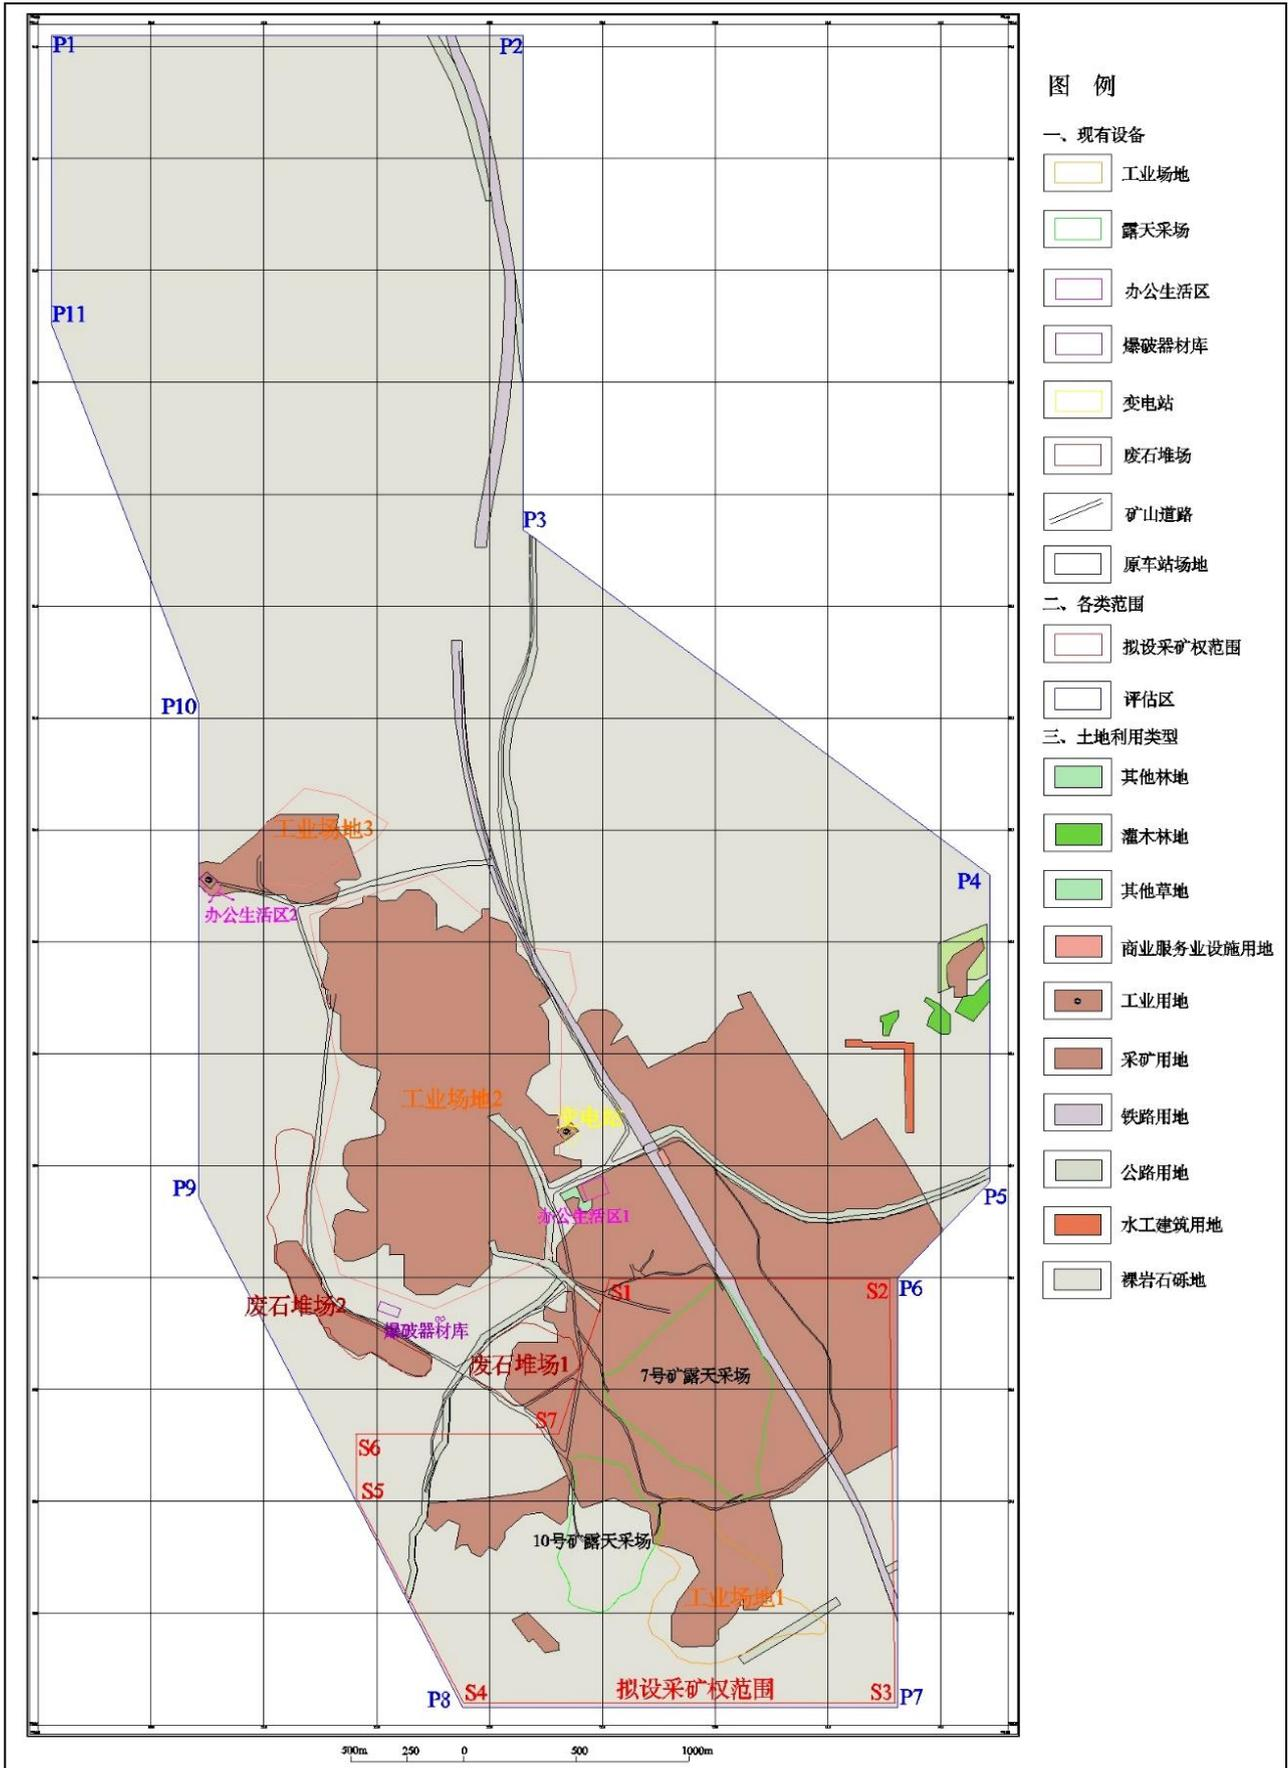 P1
P2
P11
P3
P10
P4
工业场地3
办公生活区2
工业场地2
变电站
P9
P5
办公生活区1
S1
S2
P6
废石堆场2
爆破器材库
废石堆场1
7号矿露天采场
S7
S6
S5
10号矿露天采场
工业场地1
S4
拟设采矿权范围
S3
P8
P7
500m
250
0
500
1000m
图 例
一、现有设备
工业场地
露天采场
办公生活区
爆破器材库
变电站
废石堆场
矿山道路
原车站场地
二、各类范围
拟设采矿权范围
评估区
三、土地利用类型
其他林地
灌木林地
其他草地
商业服务业设施用地
工业用地
采矿用地
铁路用地
公路用地
水工建筑用地
裸岩石砾地